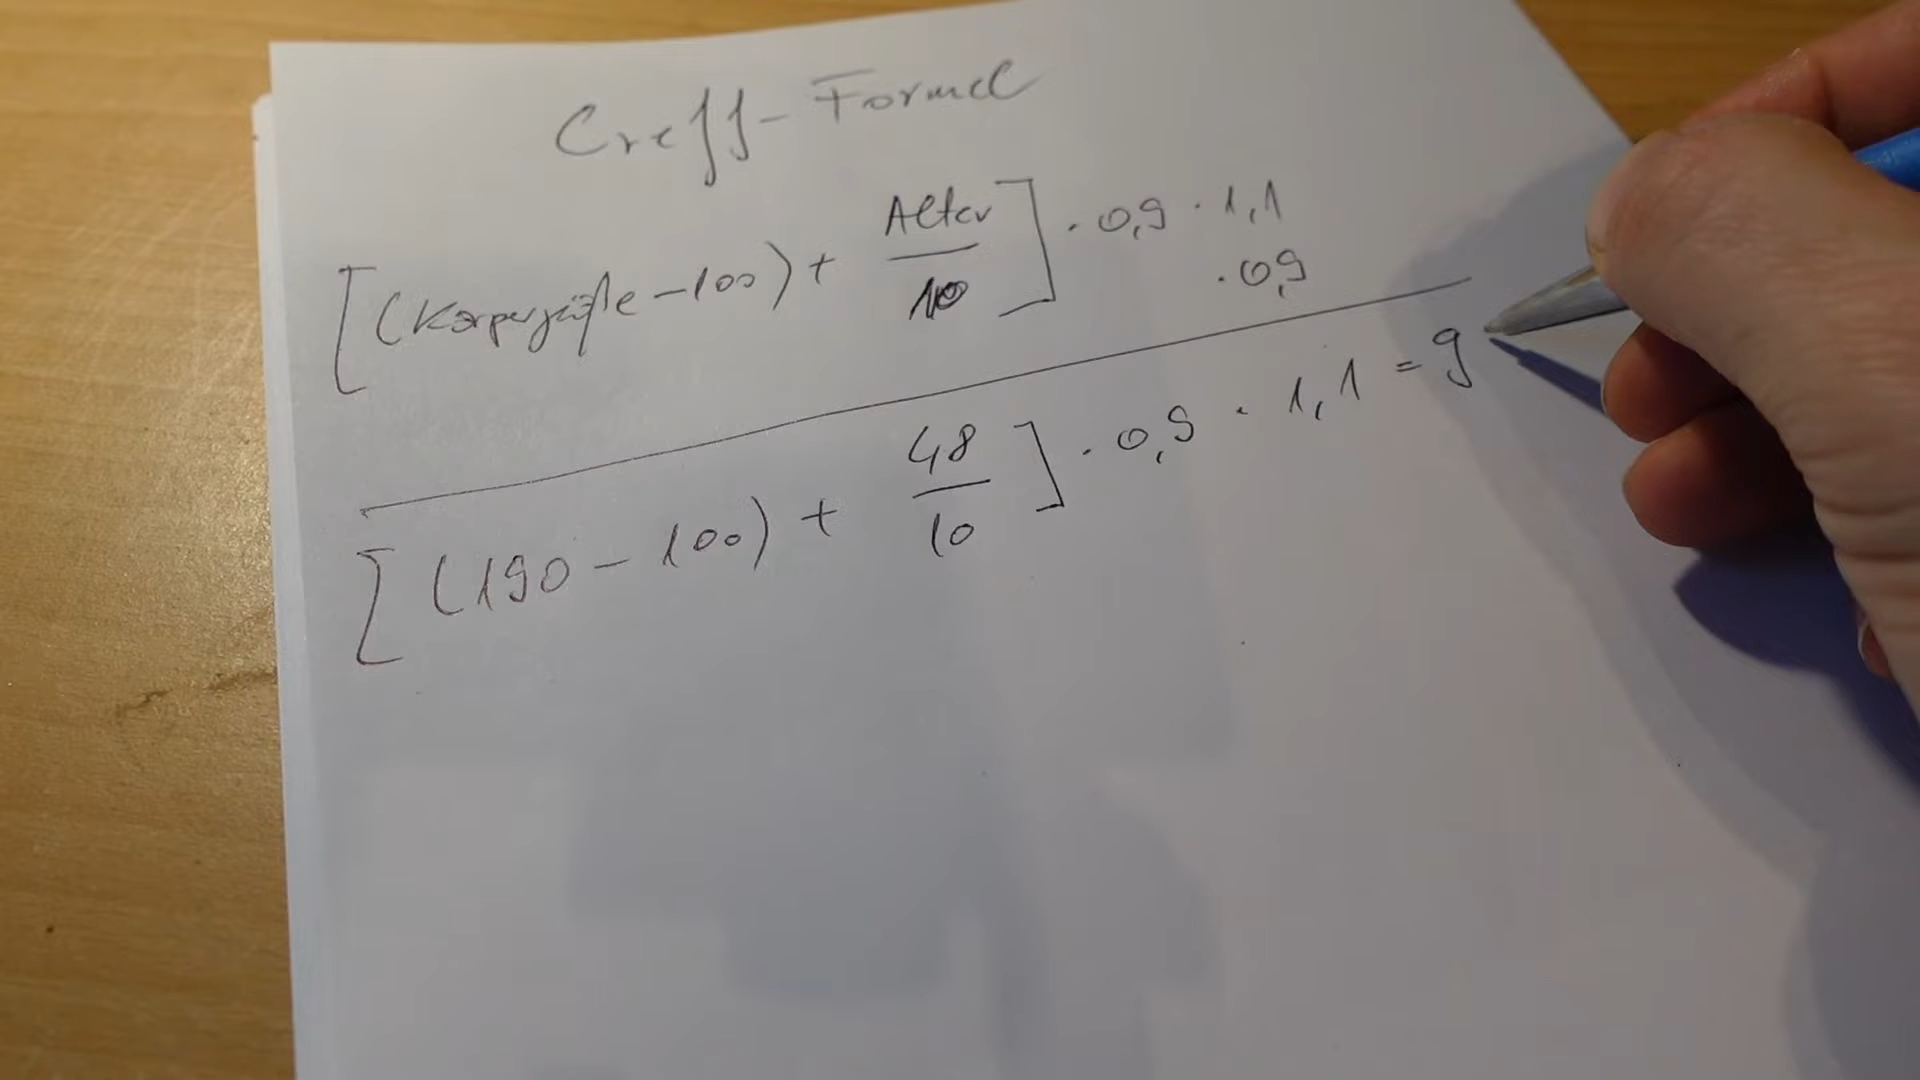 Creff-Formel
[(Körpergröße-100) + Alter/10] · 0,9 · 1,1
· 0,9
[(190 - 100) + 48/10] · 0,9 · 1,1 = 9